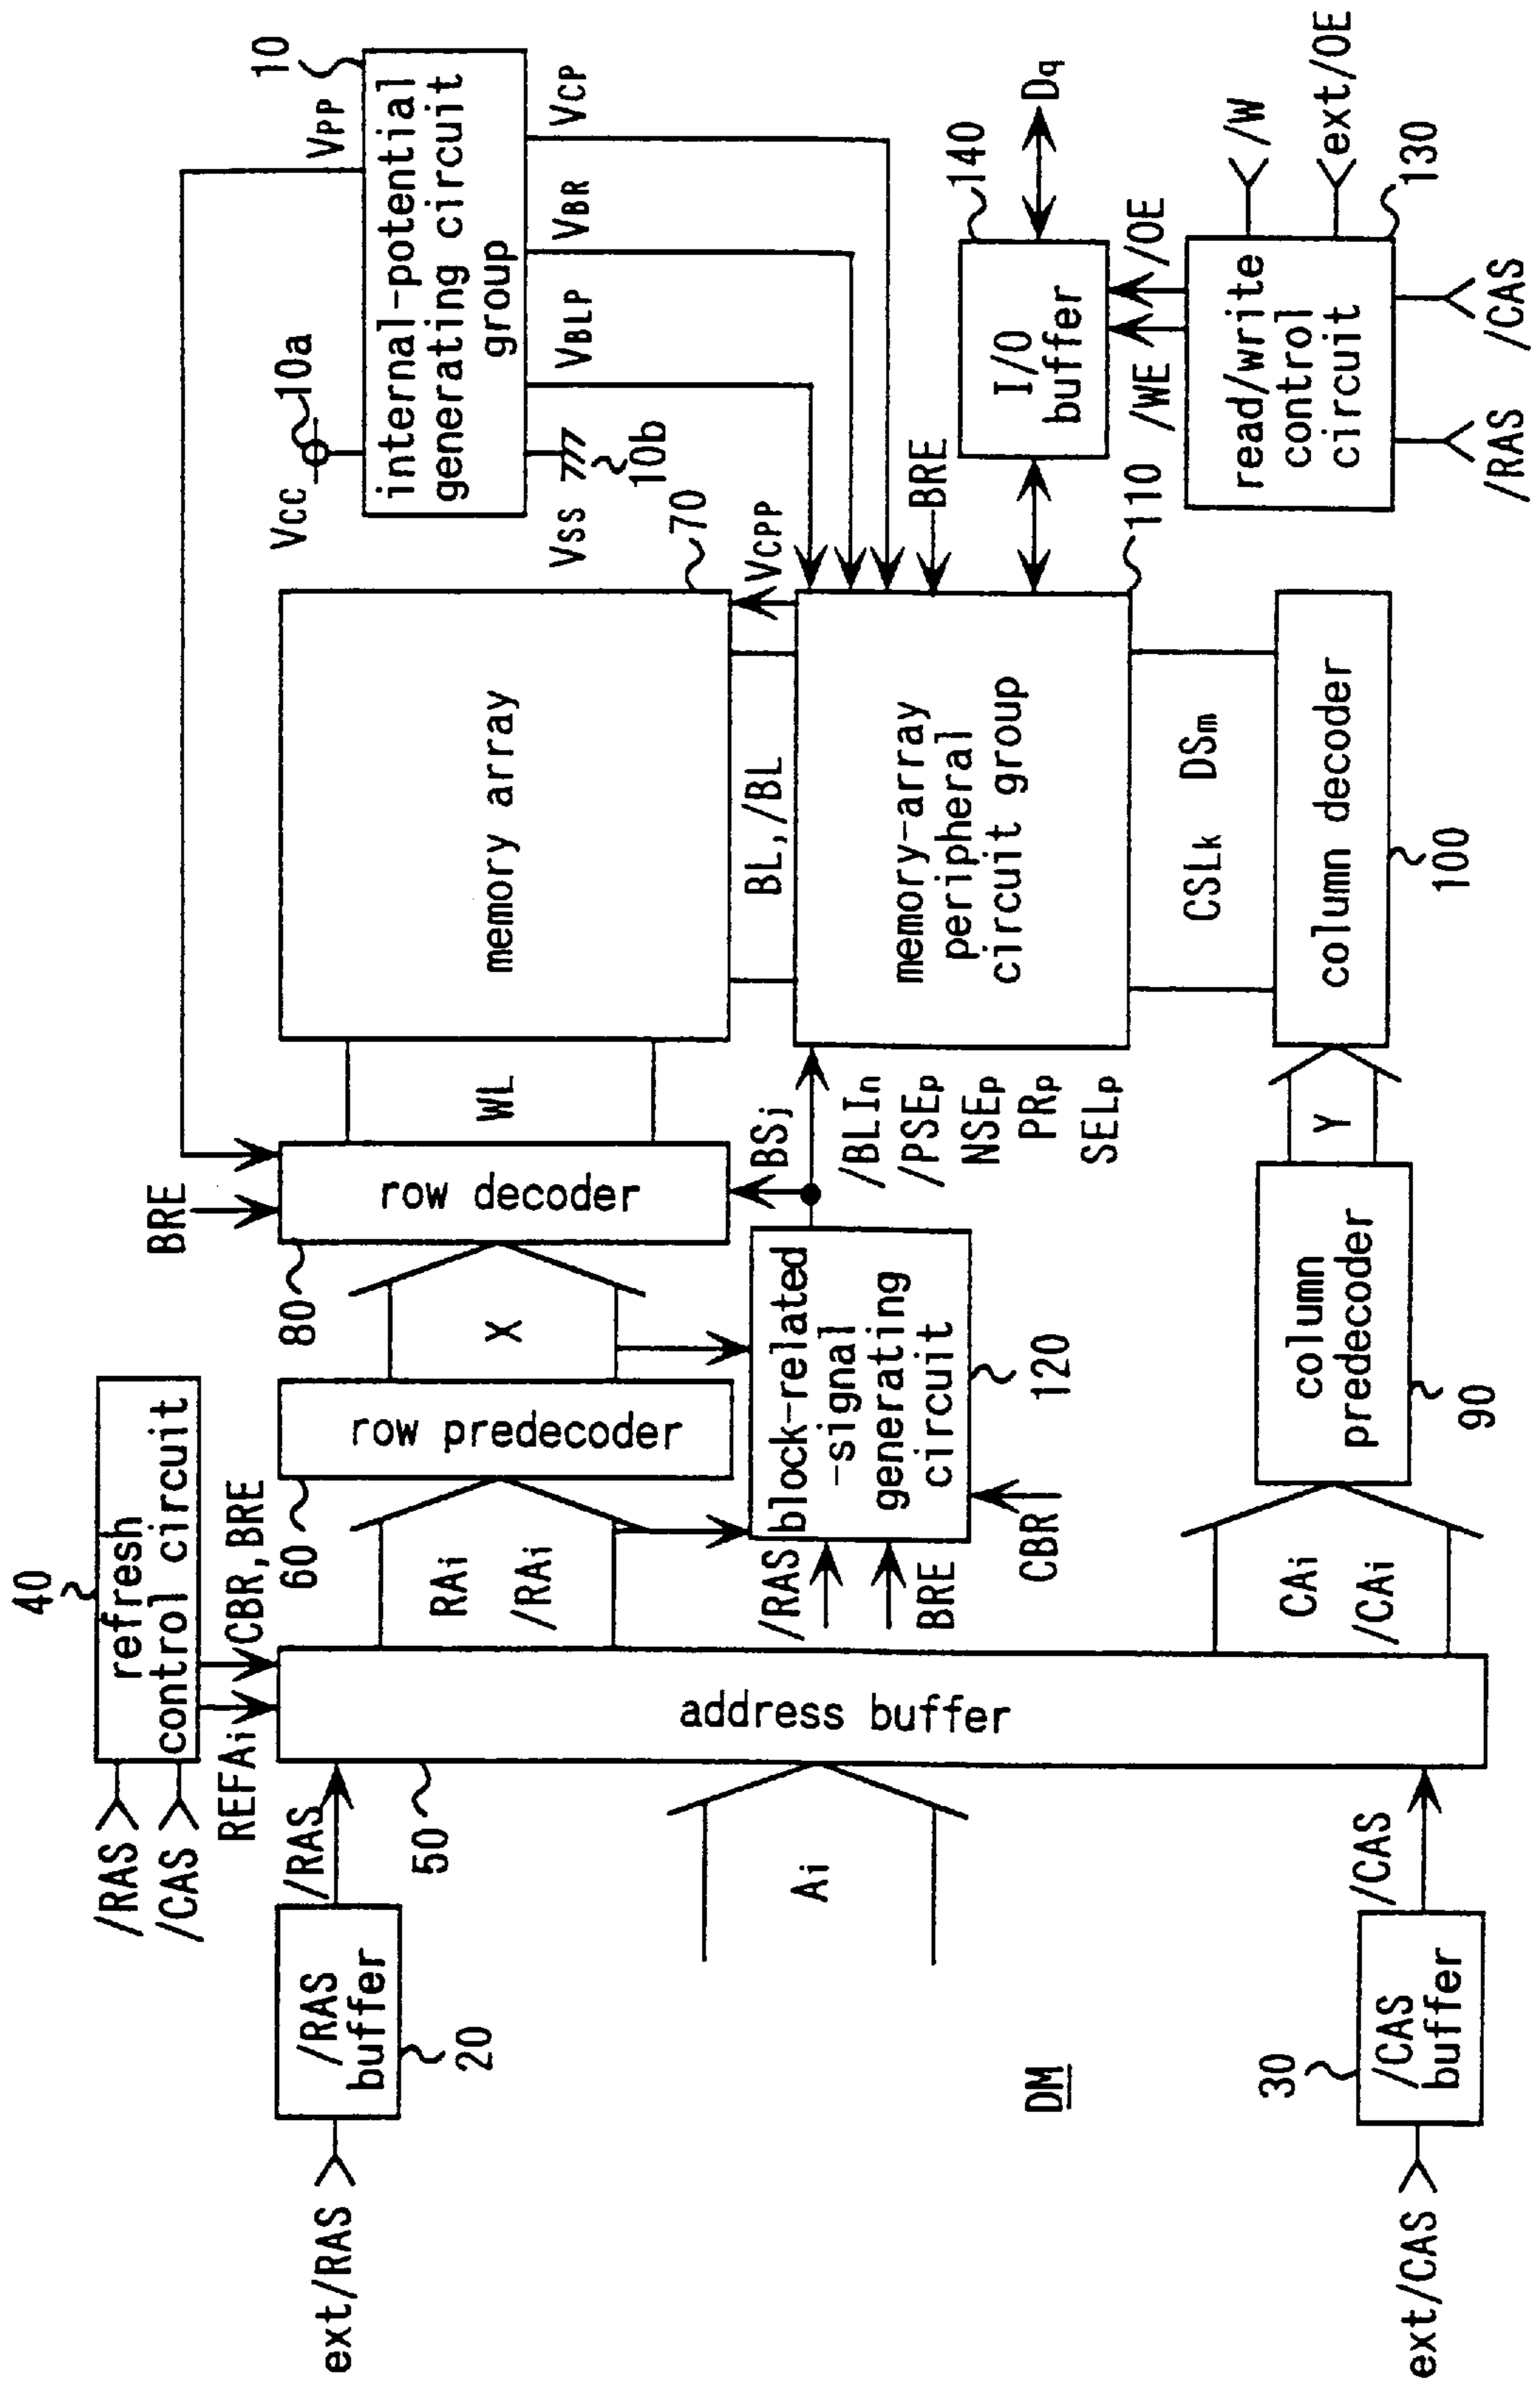 40
/RAS
/CAS
refresh
control circuit
REFAi
CBR, BRE
BRE
VPP
10
internal-potential
generating circuit
group
VCC
10a
VSS
10b
VBLP
VBR
VCP
ext/RAS
/RAS
buffer
20
/RAS
50
address buffer
Ai
RAi
/RAi
60
row predecoder
X
80
row decoder
WL
memory array
70
BSj
BL, /BL
VCPP
/RAS
BRE
CBR
block-related
-signal
generating
circuit
120
/BLIn
/PSEp
NSEp
PRp
SELp
memory-array
peripheral
circuit group
110
BRE
I/O
buffer
140
Dq
/WE
/OE
read/write
control
circuit
130
/W
ext/OE
/RAS
/CAS
CSLk
DSm
column decoder
100
Y
column
predecoder
90
CAi
/CAi
/CAS
30
/CAS
buffer
ext/CAS
DM